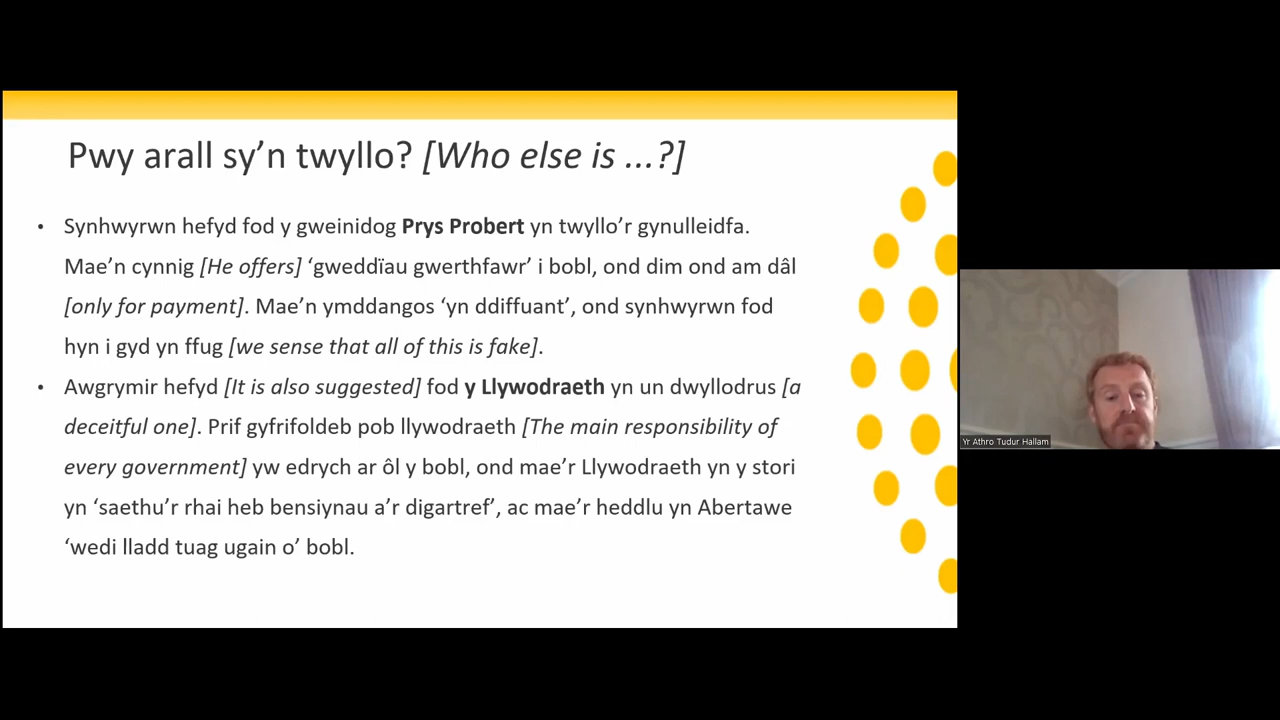 Pwy arall sy’n twyllo? [Who else is ...?]
• Synhwyrwn hefyd fod y gweinidog Prys Probert yn twyllo’r gynulleidfa.
Mae’n cynnig [He offers] ‘gweddïau gwerthfawr’ i bobl, ond dim ond am dâl
[only for payment]. Mae’n ymddangos ‘yn ddiffuant’, ond synhwyrwn fod
hyn i gyd yn ffug [we sense that all of this is fake].
• Awgrymir hefyd [It is also suggested] fod y Llywodraeth yn un dwyllodrus [a
deceitful one]. Prif gyfrifoldeb pob llywodraeth [The main responsibility of
every government] yw edrych ar ôl y bobl, ond mae’r Llywodraeth yn y stori
yn ‘saethu’r rhai heb bensiynau a’r digartref’, ac mae’r heddlu yn Abertawe
‘wedi lladd tuag ugain o’ bobl.
Yr Athro Tudur Hallam